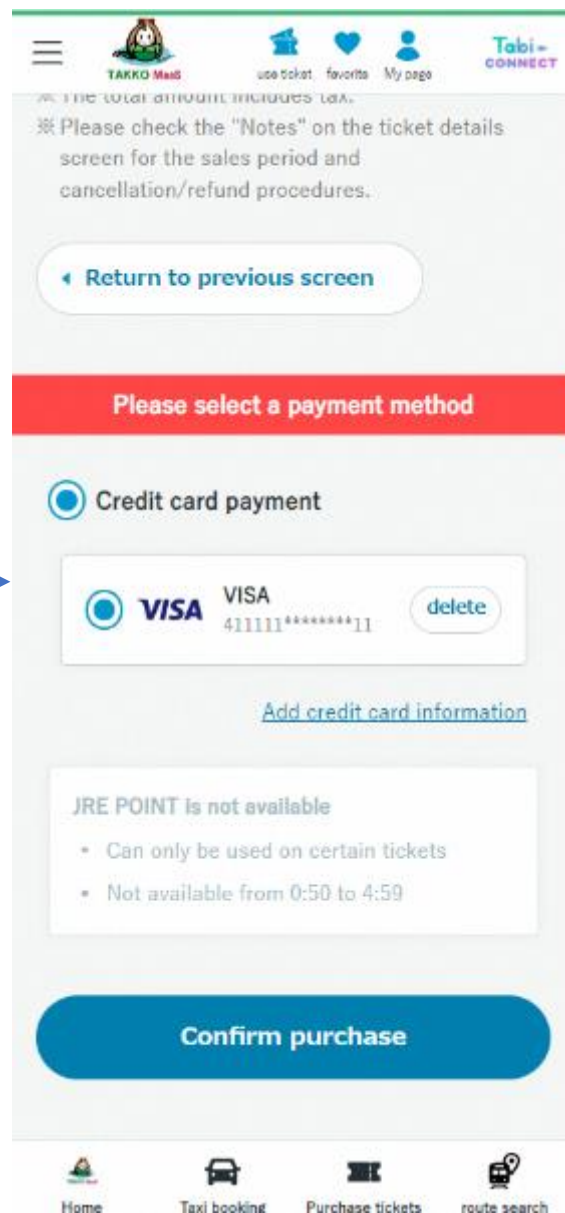 TAKKO MaaS
use ticket favorite My page
Tabi-
CONNECT
※ The total amount includes tax.
※ Please check the "Notes" on the ticket details
screen for the sales period and
cancellation/refund procedures.
Return to previous screen
Please select a payment method
Credit card payment
VISA VISA delete
411111********11
Add credit card information
JRE POINT is not available
• Can only be used on certain tickets
• Not available from 0:50 to 4:59
Confirm purchase
Home Taxi booking Purchase tickets route search